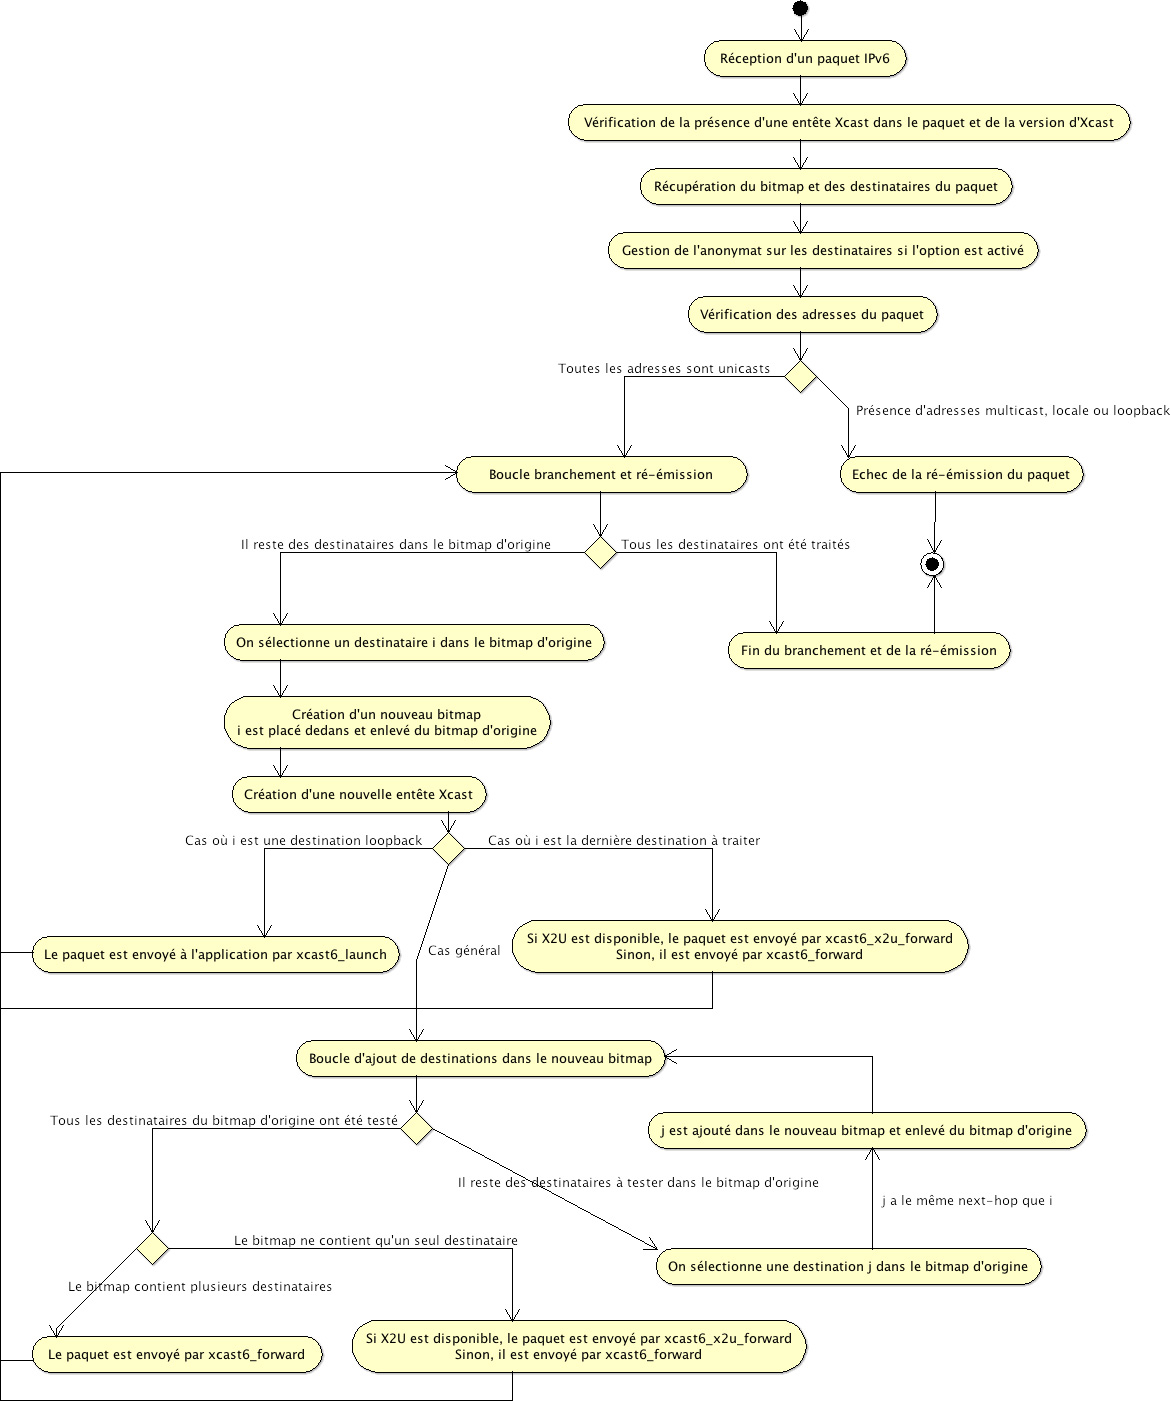 Réception d'un paquet IPv6
Vérification de la présence d'une entête Xcast dans le paquet et de la version d'Xcast
Récupération du bitmap et des destinataires du paquet
Gestion de l'anonymat sur les destinataires si l'option est activé
Vérification des adresses du paquet
Toutes les adresses sont unicasts
Présence d'adresses multicast, locale ou loopback
Boucle branchement et ré-émission
Echec de la ré-émission du paquet
Il reste des destinataires dans le bitmap d'origine
Tous les destinataires ont été traités
On sélectionne un destinataire i dans le bitmap d'origine
Fin du branchement et de la ré-émission
Création d'un nouveau bitmap
i est placé dedans et enlevé du bitmap d'origine
Création d'une nouvelle entête Xcast
Cas où i est une destination loopback
Cas où i est la dernière destination à traiter
Le paquet est envoyé à l'application par xcast6_launch
Cas général
Si X2U est disponible, le paquet est envoyé par xcast6_x2u_forward
Sinon, il est envoyé par xcast6_forward
Boucle d'ajout de destinations dans le nouveau bitmap
Tous les destinataires du bitmap d'origine ont été testé
j est ajouté dans le nouveau bitmap et enlevé du bitmap d'origine
Il reste des destinataires à tester dans le bitmap d'origine
j a le même next-hop que i
Le bitmap ne contient qu'un seul destinataire
On sélectionne une destination j dans le bitmap d'origine
Le bitmap contient plusieurs destinataires
Le paquet est envoyé par xcast6_forward
Si X2U est disponible, le paquet est envoyé par xcast6_x2u_forward
Sinon, il est envoyé par xcast6_forward